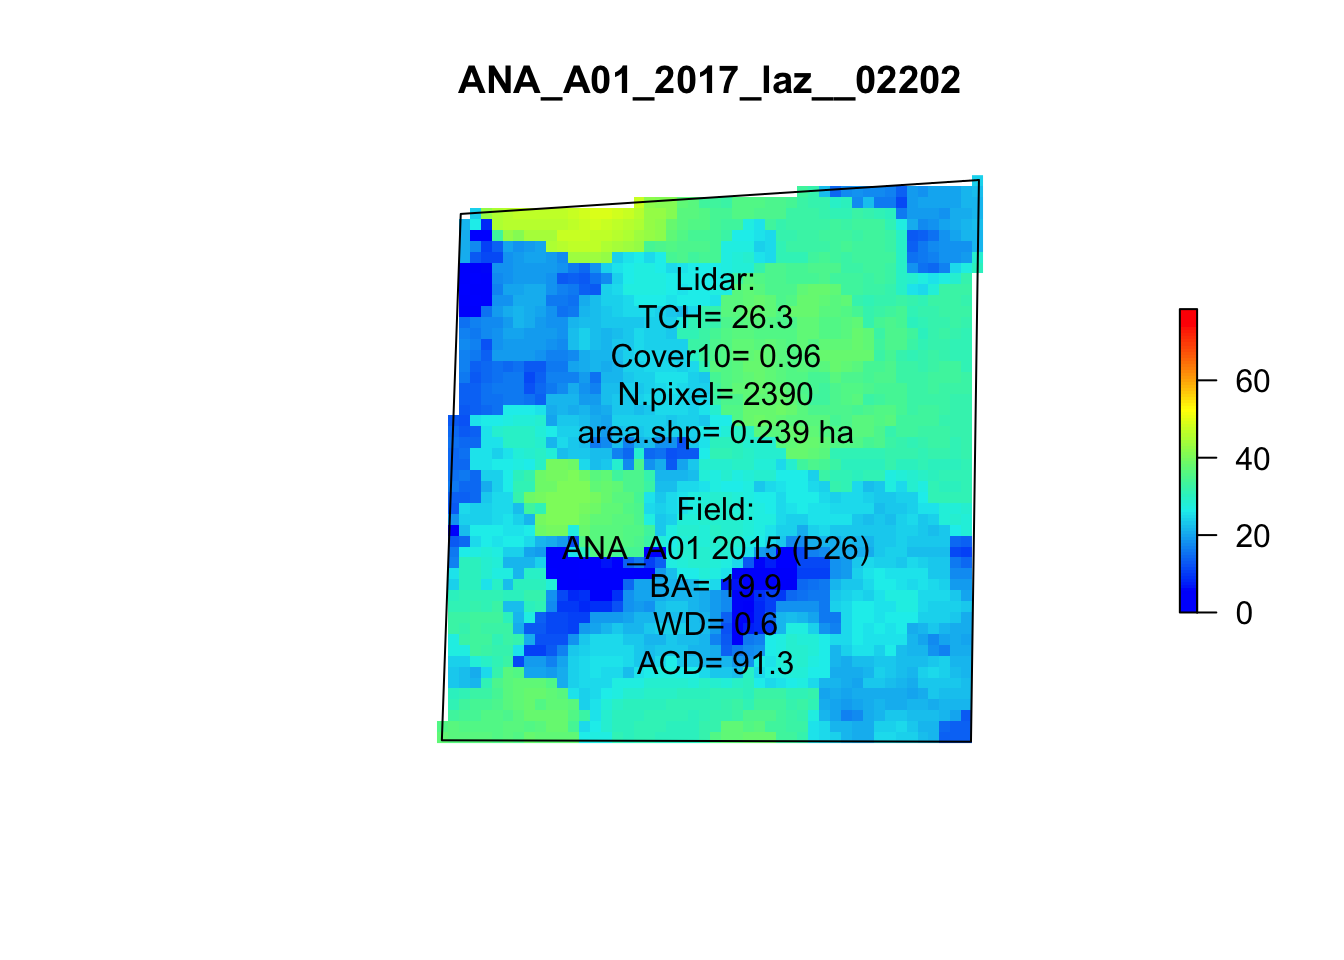 ANA_A01_2017_laz__02202
Lidar:
TCH= 26.3
Cover10= 0.96
N.pixel= 2390
area.shp= 0.239 ha
Field:
ANA_A01 2015 (P26)
BA= 19.9
WD= 0.6
ACD= 91.3
60
40
20
0